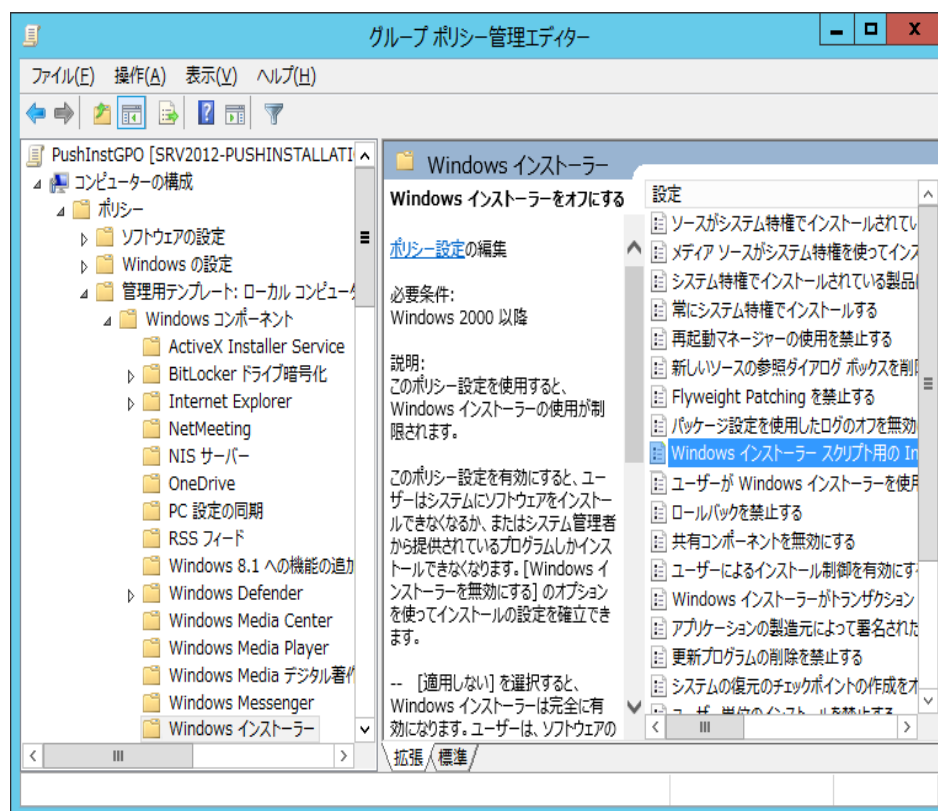 グループ ポリシー管理エディター
ファイル(F) 操作(A) 表示(V) ヘルプ(H)
PushInstGPO [SRV2012-PUSHINSTALLATI
コンピューターの構成
ポリシー
ソフトウェアの設定
Windows の設定
管理用テンプレート: ローカル コンピュータ
Windows コンポーネント
ActiveX Installer Service
BitLocker ドライブ暗号化
Internet Explorer
NetMeeting
NIS サーバー
OneDrive
PC 設定の同期
RSS フィード
Windows 8.1 への機能の追加
Windows Defender
Windows Media Center
Windows Media Player
Windows Media デジタル著作
Windows Messenger
Windows インストーラー
Windows インストーラー
Windows インストーラーをオフにする
ポリシー設定の編集
必要条件:
Windows 2000 以降
説明:
このポリシー設定を使用すると、
Windows インストーラーの使用が制
限されます。
このポリシー設定を有効にすると、ユー
ザーはシステムにソフトウェアをインストー
ルできなくなるか、またはシステム管理者
から提供されているプログラムしかインス
トールできなくなります。[Windows イ
ンストーラーを無効にする] のオプション
を使ってインストールの設定を確立でき
ます。
-- [適用しない] を選択すると、
Windows インストーラーは完全に有
効になります。ユーザーは、ソフトウェアの
設定
ソースがシステム特権でインストールされてい
メディア ソースがシステム特権を使ってインス
システム特権でインストールされている製品
常にシステム特権でインストールする
再起動マネージャーの使用を禁止する
新しいソースの参照ダイアログ ボックスを削
Flyweight Patching を禁止する
パッケージ設定を使用したログのオフを無効
Windows インストーラー スクリプト用の In
ユーザーが Windows インストーラーを使用
ロールバックを禁止する
共有コンポーネントを無効にする
ユーザーによるインストール制御を有効にす
Windows インストーラーがトランザクション
アプリケーションの製造元によって署名された
更新プログラムの削除を禁止する
システムの復元のチェックポイントの作成をオ
拡張 標準